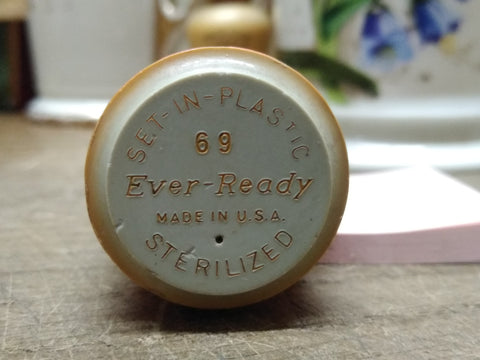 SET-IN-PLASTIC
69
Ever-Ready
MADE IN U.S.A.
STERILIZED